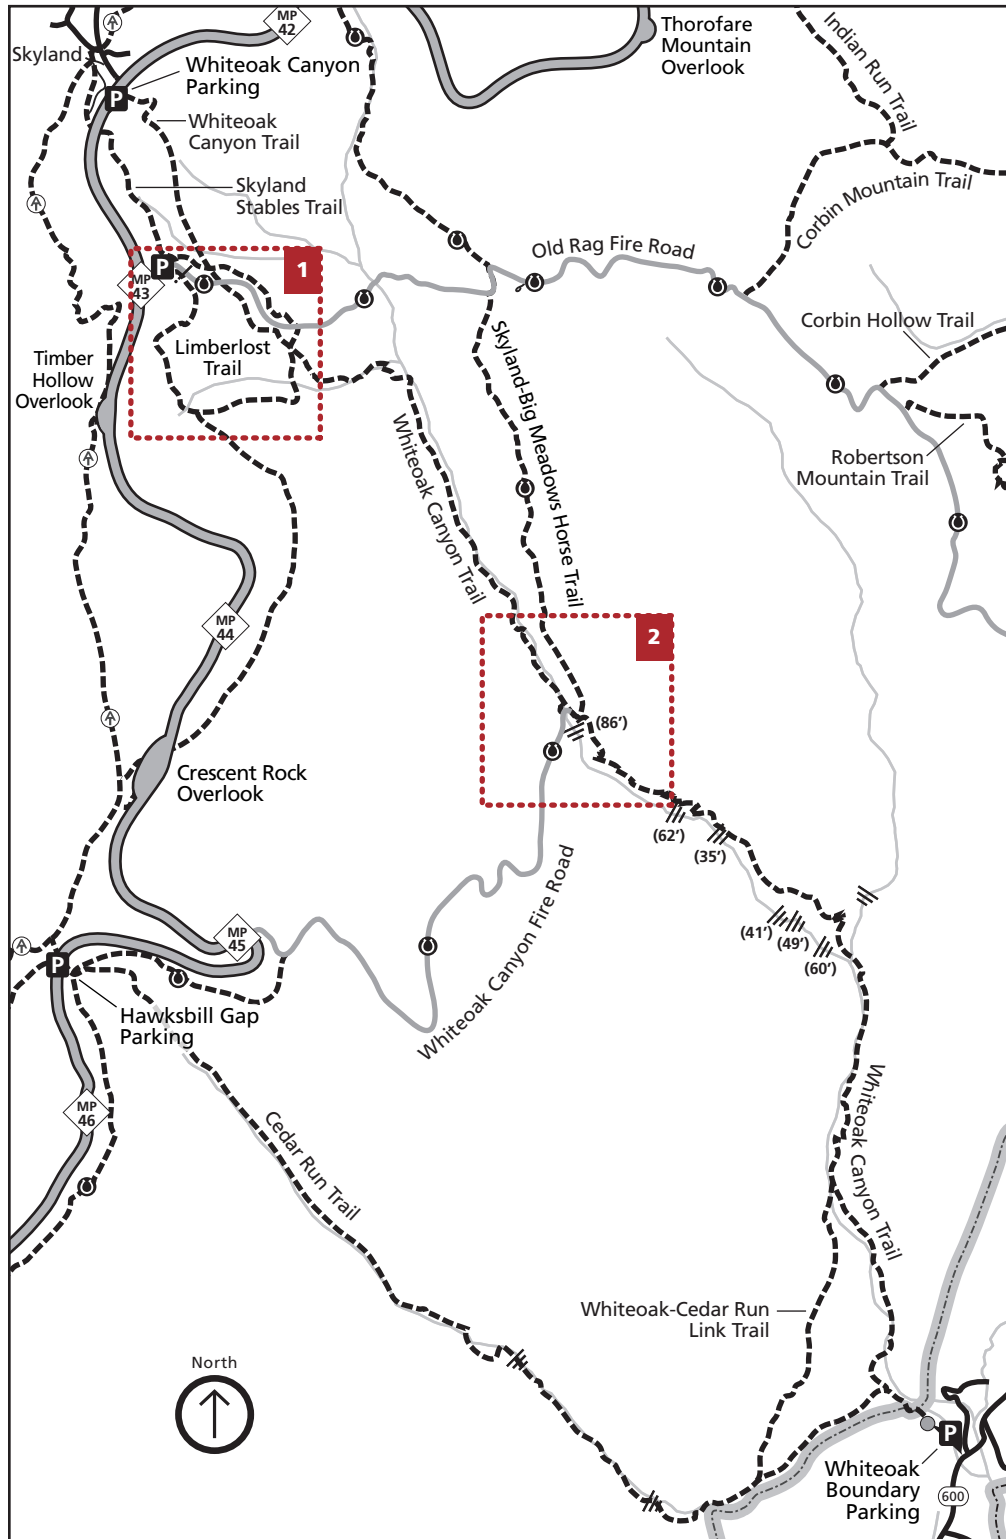 MP
42
Thorofare
Mountain
Overlook
Indian Run Trail
Skyland
P
Whiteoak Canyon
Parking
Whiteoak
Canyon Trail
Skyland
Stables Trail
Corbin Mountain Trail
Old Rag Fire Road
1
P
MP
43
Limberlost
Trail
Timber
Hollow
Overlook
Skyland-Big Meadows Horse Trail
Corbin Hollow Trail
Robertson
Mountain Trail
Whiteoak Canyon Trail
MP
44
2
(86’)
Crescent Rock
Overlook
(62’)
(35’)
(41’)
(49’)
(60’)
Whiteoak Canyon Fire Road
MP
45
P
Hawksbill Gap
Parking
MP
46
Cedar Run Trail
Whiteoak Canyon Trail
Whiteoak-Cedar Run
Link Trail
North
P
Whiteoak
Boundary
Parking
600